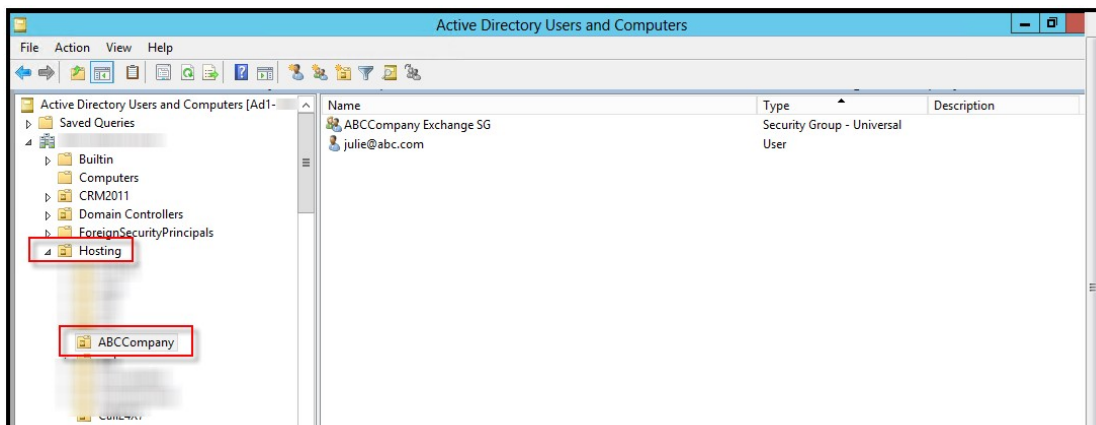 Active Directory Users and Computers
File Action View Help
Active Directory Users and Computers [Ad1-
Name Type Description
Saved Queries
ABCCompany Exchange SG Security Group - Universal
julie@abc.com User
Builtin
Computers
CRM2011
Domain Controllers
ForeignSecurityPrincipals
Hosting
ABCCompany